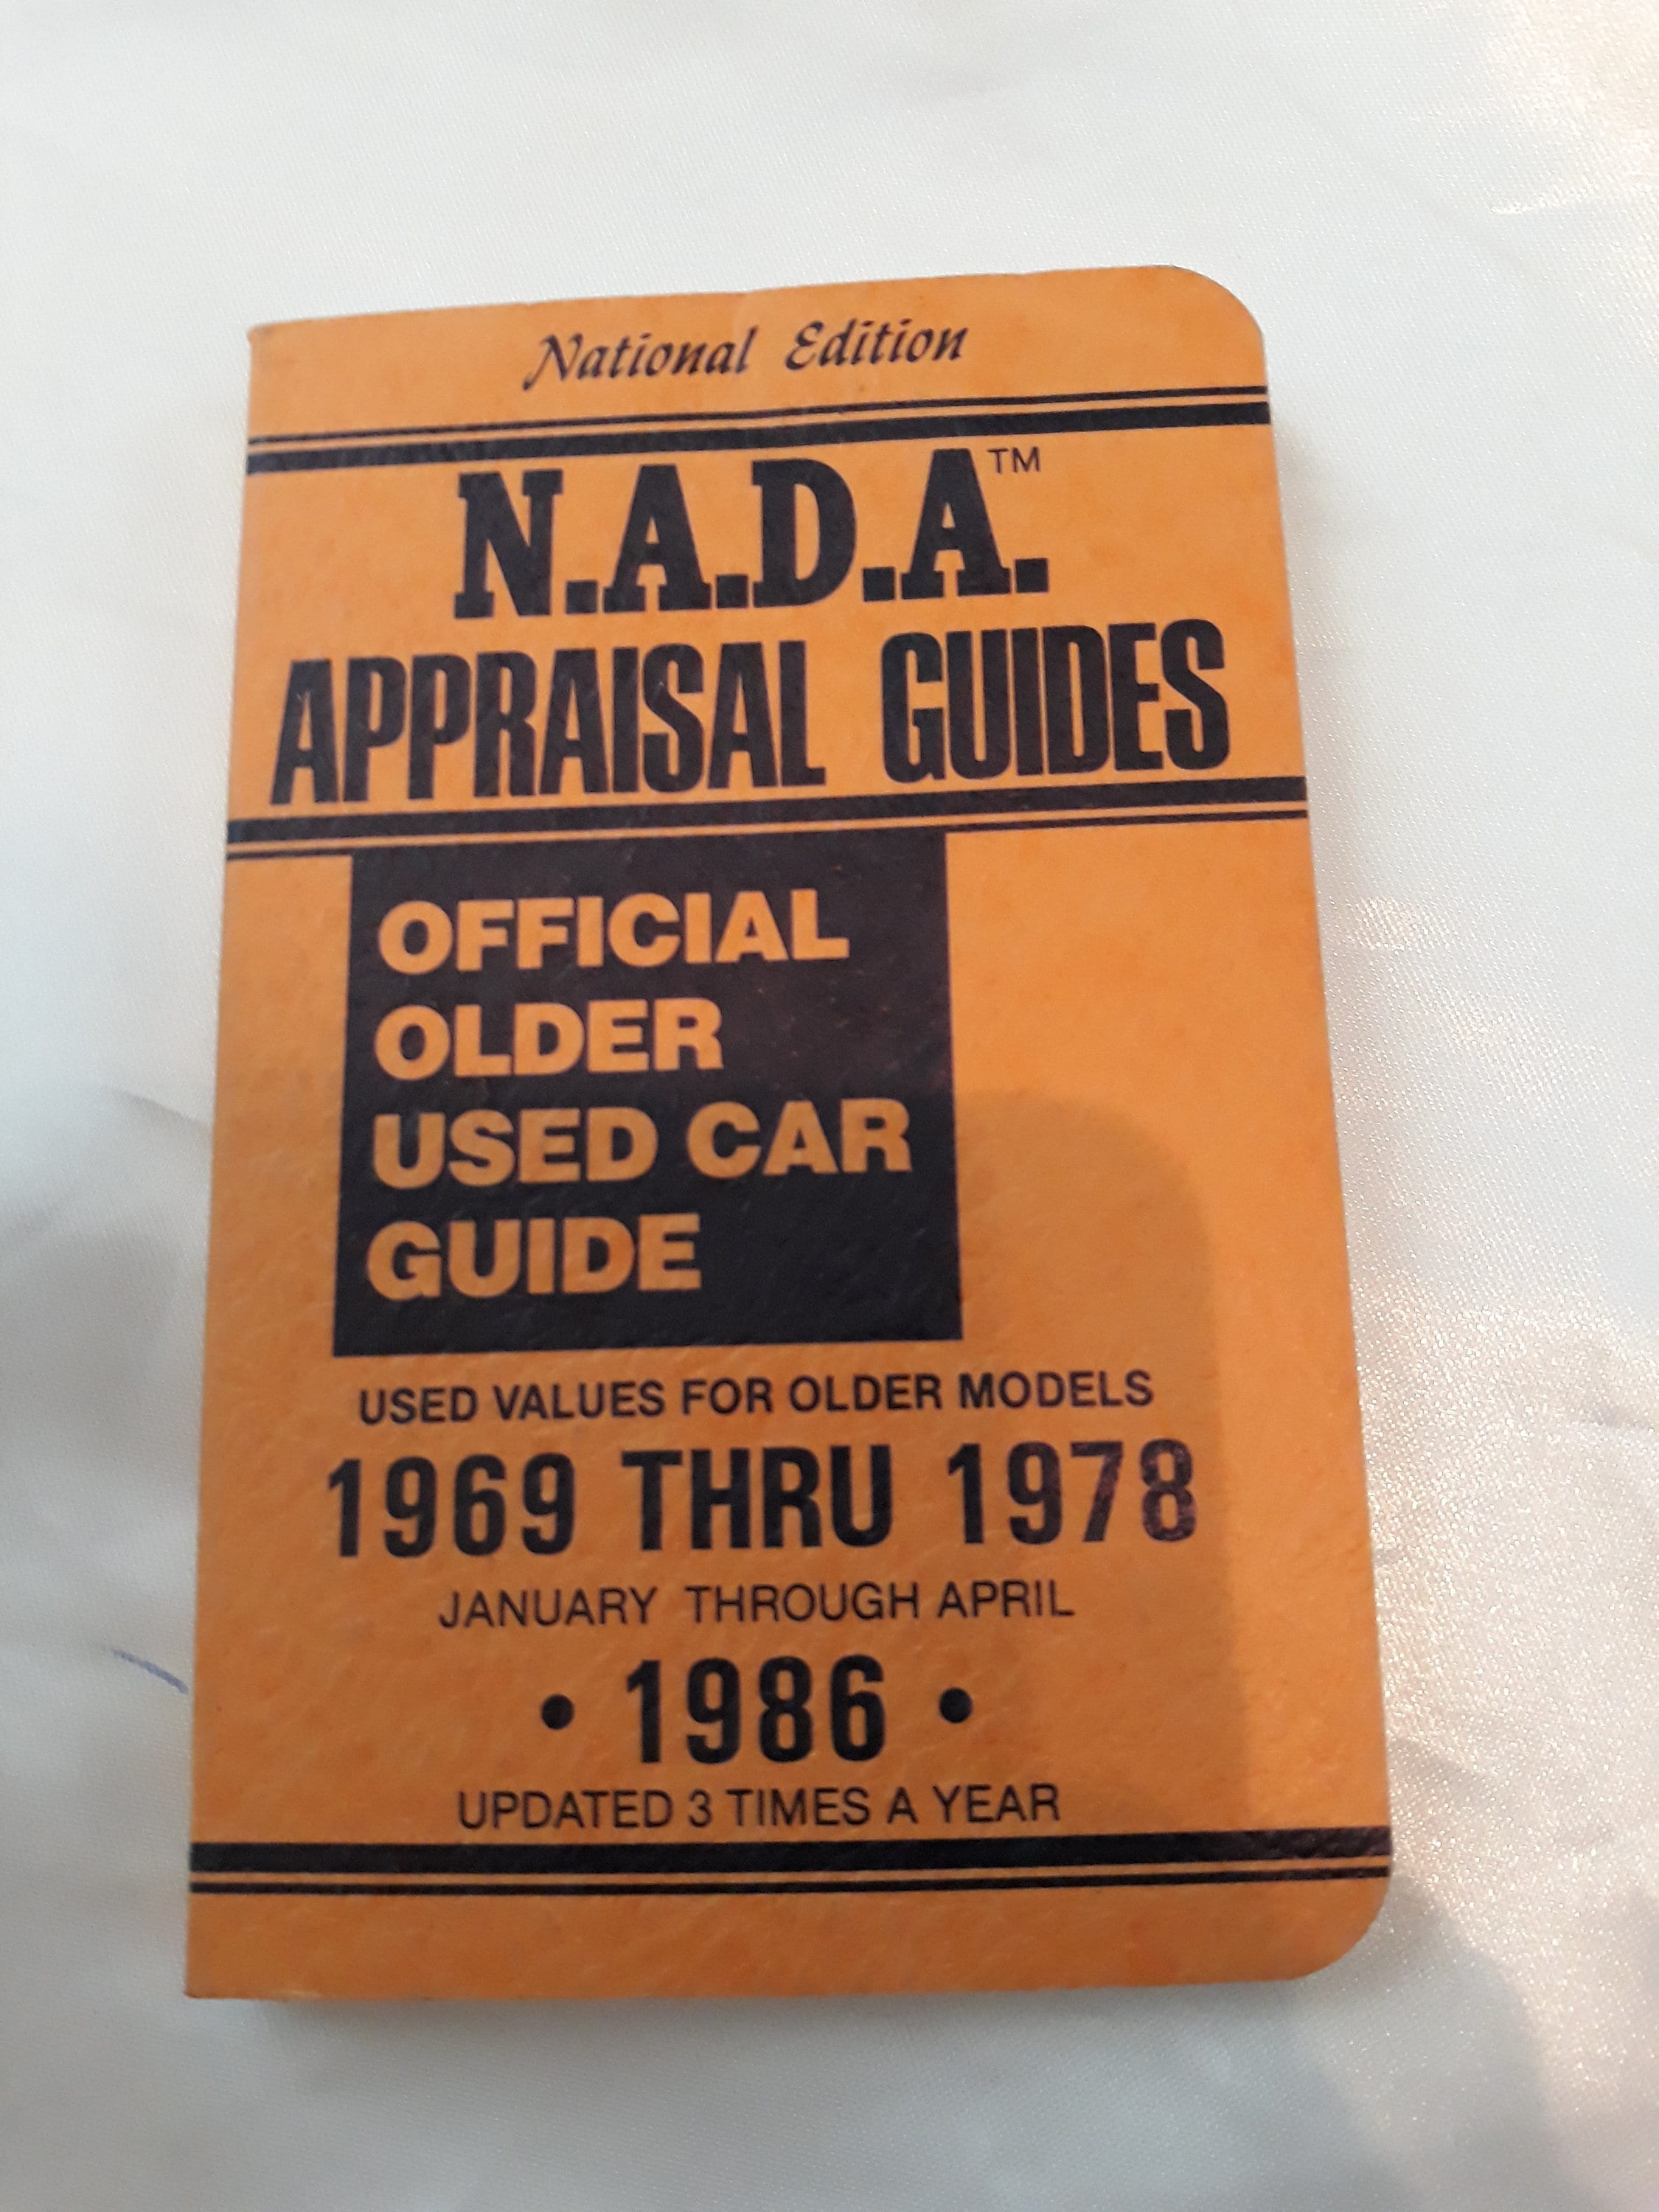 National Edition
N.A.D.A.™
APPRAISAL GUIDES
OFFICIAL
OLDER
USED CAR
GUIDE
USED VALUES FOR OLDER MODELS
1969 THRU 1978
JANUARY THROUGH APRIL
• 1986 •
UPDATED 3 TIMES A YEAR